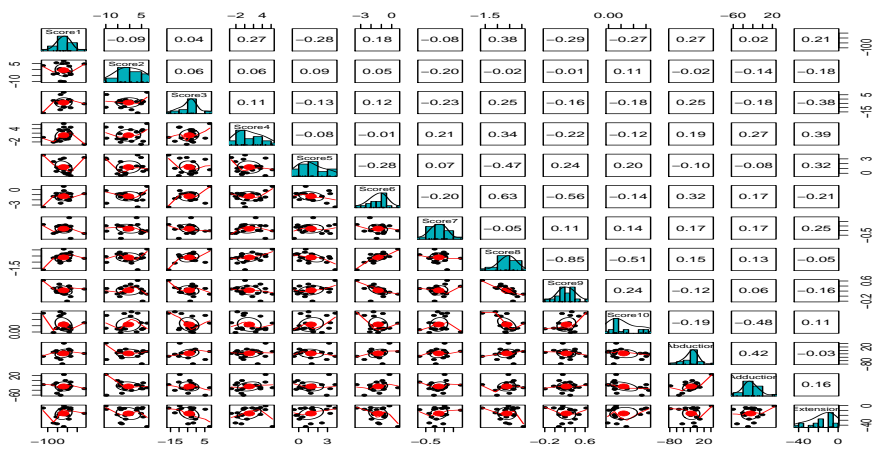 −10 5 −2 4 −3 0 −1.5 0.00 −60 20
Score1 −0.09 0.04 0.27 −0.28 0.18 −0.08 0.38 −0.29 −0.27 0.27 0.02 0.21 −100
−10 5 Score2 0.06 0.06 0.09 0.05 −0.20 −0.02 −0.01 0.11 −0.02 −0.14 −0.18
Score3 0.11 −0.13 0.12 −0.23 0.25 −0.16 −0.18 0.25 −0.18 −0.38 −15 5
−2 4 Score4 −0.08 −0.01 0.21 0.34 −0.22 −0.12 0.19 0.27 0.39
Score5 −0.28 0.07 −0.47 0.24 0.20 −0.10 −0.08 0.32 0 3
−3 0 Score6 −0.20 0.63 −0.56 −0.14 0.32 0.17 −0.21
Score7 −0.05 0.11 0.14 0.17 0.17 0.25 −0.5
−1.5 Score8 −0.85 −0.51 0.15 0.13 −0.05
Score9 0.24 −0.12 0.06 −0.16 −0.2 0.6
0.00 Score10 −0.19 −0.48 0.11
Abduction 0.42 −0.03 −80 20
−60 20 Adduction 0.16
Extension −40 0
−100 −15 5 0 3 −0.5 −0.2 0.6 −80 20 −40 0